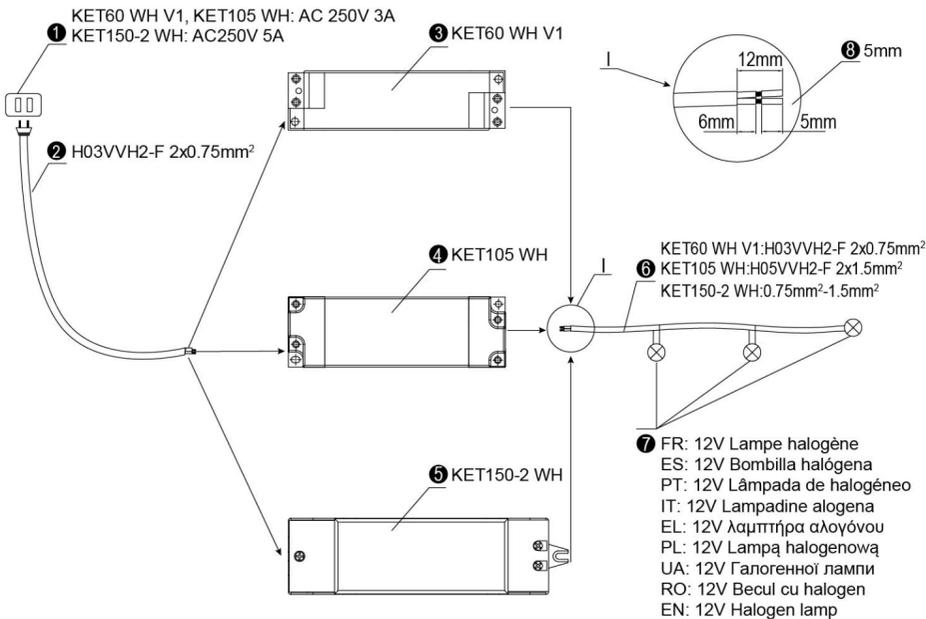 KET60 WH V1, KET105 WH: AC 250V 3A
❶ KET150-2 WH: AC250V 5A
❸ KET60 WH V1
❽ 5mm
I
12mm
6mm
5mm
❷ H03VVH2-F 2x0.75mm²
❹ KET105 WH
I
KET60 WH V1:H03VVH2-F 2x0.75mm²
❻ KET105 WH:H05VVH2-F 2x1.5mm²
KET150-2 WH:0.75mm²-1.5mm²
❺ KET150-2 WH
❼ FR: 12V Lampe halogène
ES: 12V Bombilla halógena
PT: 12V Lâmpada de halogéneo
IT: 12V Lampadine alogena
EL: 12V λαμπτήρα αλογόνου
PL: 12V Lampą halogenową
UA: 12V Галогенної лампи
RO: 12V Becul cu halogen
EN: 12V Halogen lamp